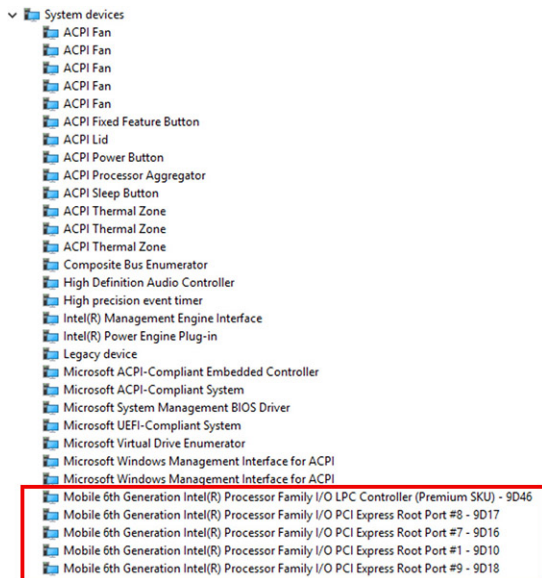 System devices
ACPI Fan
ACPI Fan
ACPI Fan
ACPI Fan
ACPI Fan
ACPI Fixed Feature Button
ACPI Lid
ACPI Power Button
ACPI Processor Aggregator
ACPI Sleep Button
ACPI Thermal Zone
ACPI Thermal Zone
ACPI Thermal Zone
Composite Bus Enumerator
High Definition Audio Controller
High precision event timer
Intel(R) Management Engine Interface
Intel(R) Power Engine Plug-in
Legacy device
Microsoft ACPI-Compliant Embedded Controller
Microsoft ACPI-Compliant System
Microsoft System Management BIOS Driver
Microsoft UEFI-Compliant System
Microsoft Virtual Drive Enumerator
Microsoft Windows Management Interface for ACPI
Microsoft Windows Management Interface for ACPI
Mobile 6th Generation Intel(R) Processor Family I/O LPC Controller (Premium SKU) - 9D46
Mobile 6th Generation Intel(R) Processor Family I/O PCI Express Root Port #8 - 9D17
Mobile 6th Generation Intel(R) Processor Family I/O PCI Express Root Port #7 - 9D16
Mobile 6th Generation Intel(R) Processor Family I/O PCI Express Root Port #1 - 9D10
Mobile 6th Generation Intel(R) Processor Family I/O PCI Express Root Port #9 - 9D18